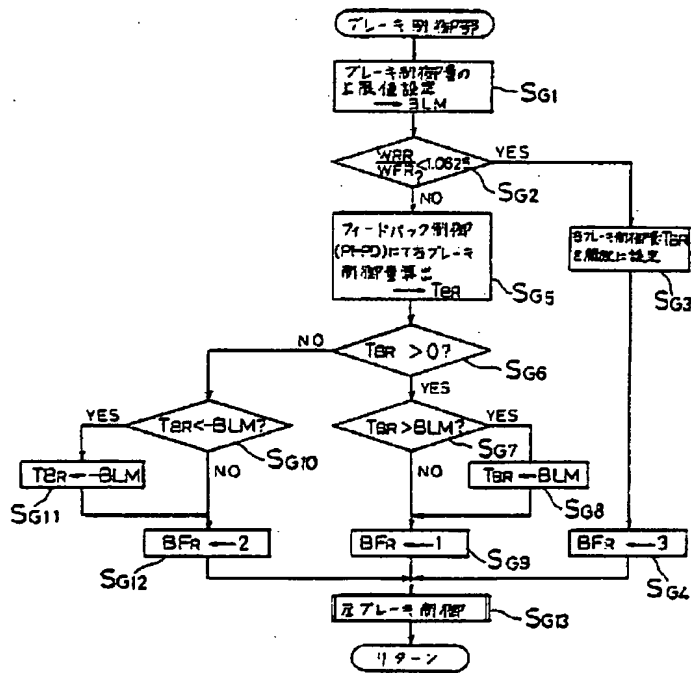 ブレーキ制御部
ブレーキ制御量の
上限値設定
→BLM
SG1
WRR
WFR
<1.0625
?
YES
SG2
NO
フィードバック制御
(PI-PD)にて右ブレーキ
制御量算出
→TBR
SG5
右ブレーキ制御量TBR
を開放に設定
SG3
NO
TBR>0?
SG6
YES
YES
TBR<-BLM?
SG10
NO
TBR>BLM?
YES
SG7
NO
TBR←-BLM
SG11
TBR←BLM
SG8
BFR←2
SG12
BFR←1
SG9
BFR←3
SG4
左ブレーキ制御
SG13
リターン